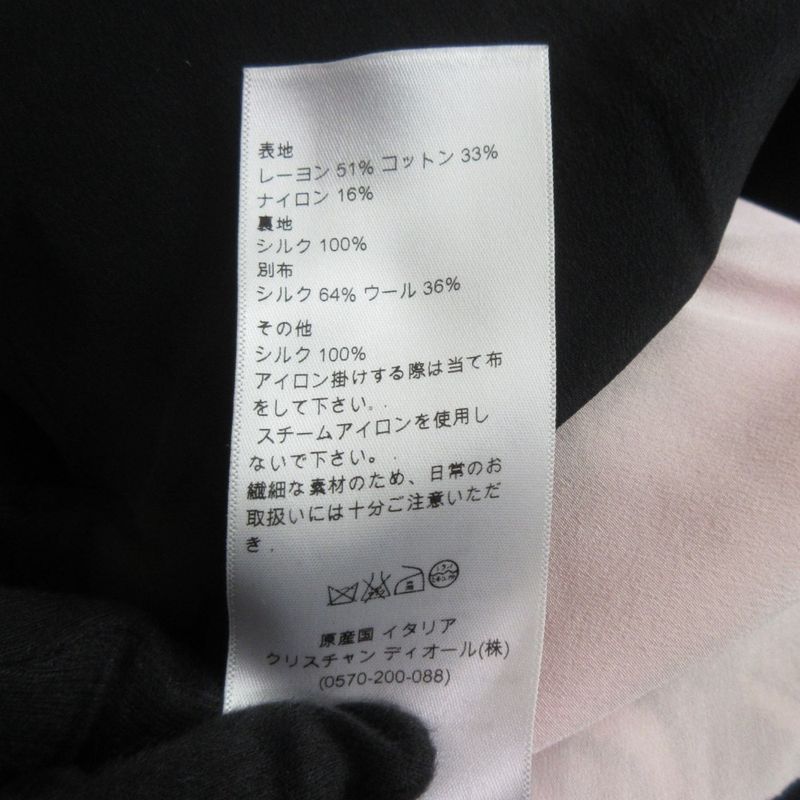 表地
レーヨン 51% コットン 33%
ナイロン 16%
裏地
シルク 100%
別布
シルク 64% ウール 36%
その他
シルク 100%
アイロン掛けする際は当て布
をして下さい。.
スチームアイロンを使用し
ないで下さい。.
繊細な素材のため、日常のお
取扱いには十分ご注意いただ
き .
原産国 イタリア
クリスチャン ディオール(株)
(0570-200-088)